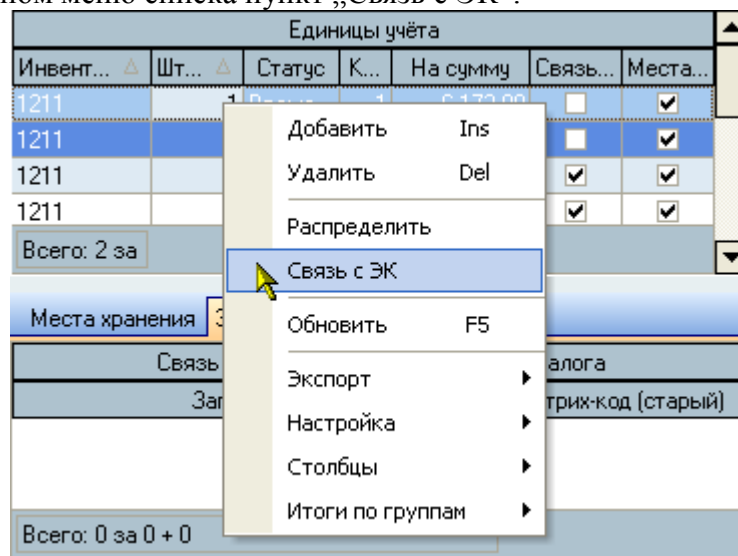 ном меню списка пункт „Связь с ЭК“.
Единицы учёта
Инвент... Шт... Статус К... На сумму Связь... Места...
1211 1
1211
1211
1211
Всего: 2 за
Добавить Ins
Удалить Del
Распределить
Связь с ЭК
Обновить F5
Экспорт
Настройка
Столбцы
Итоги по группам
Места хранения
Связь алога
Заг трих-код (старый)
Всего: 0 за 0 + 0